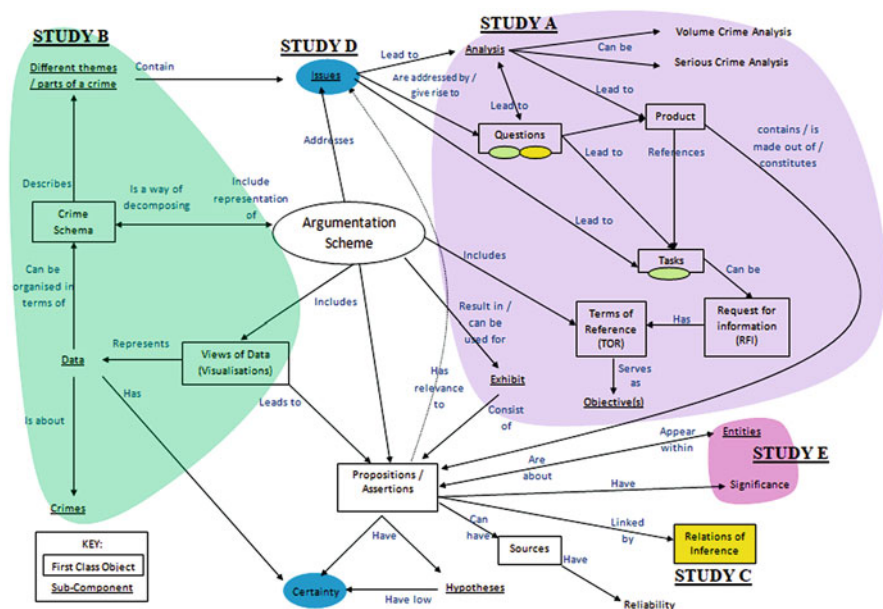 STUDY B
STUDY D
STUDY A
Different themes
/ parts of a crime
Contain
Issues
Lead to
Analysis
Can be
Volume Crime Analysis
Serious Crime Analysis
Are addressed by /
give rise to
Lead to
Lead to
Product
Questions
contains / is
made out of /
constitutes
Addresses
Lead to
References
Describes
Is a way of
decomposing
Include
representation
of
Crime
Schema
Argumentation
Scheme
Lead to
Tasks
Includes
Can be
Can be
organised in
terms of
Includes
Result in /
can be
used for
Terms of
Reference
(TOR)
Has
Request for
information
(RFI)
Data
Represents
Views of Data
(Visualisations)
Has
Leads to
Has
relevance
to
Exhibit
Serves
as
Objective(s)
Is about
Consist
of
Appear
within
Entities
STUDY E
Are
about
Propositions /
Assertions
Have
Significance
Crimes
Can
have
Linked
by
Relations of
Inference
KEY:
First Class Object
Sub-Component
Have
Sources
Have
STUDY C
Certainty
Have low
Hypotheses
Reliability